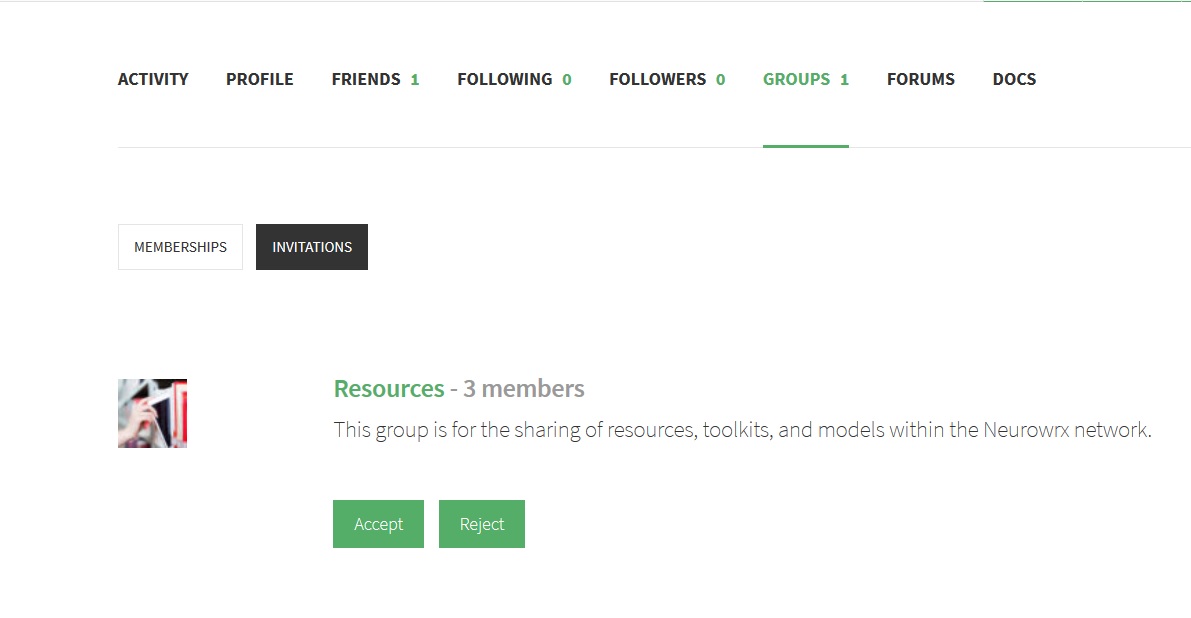 ACTIVITY PROFILE FRIENDS 1 FOLLOWING 0 FOLLOWERS 0 GROUPS 1 FORUMS DOCS
MEMBERSHIPS INVITATIONS
Resources - 3 members
This group is for the sharing of resources, toolkits, and models within the Neurowrx network.
Accept Reject